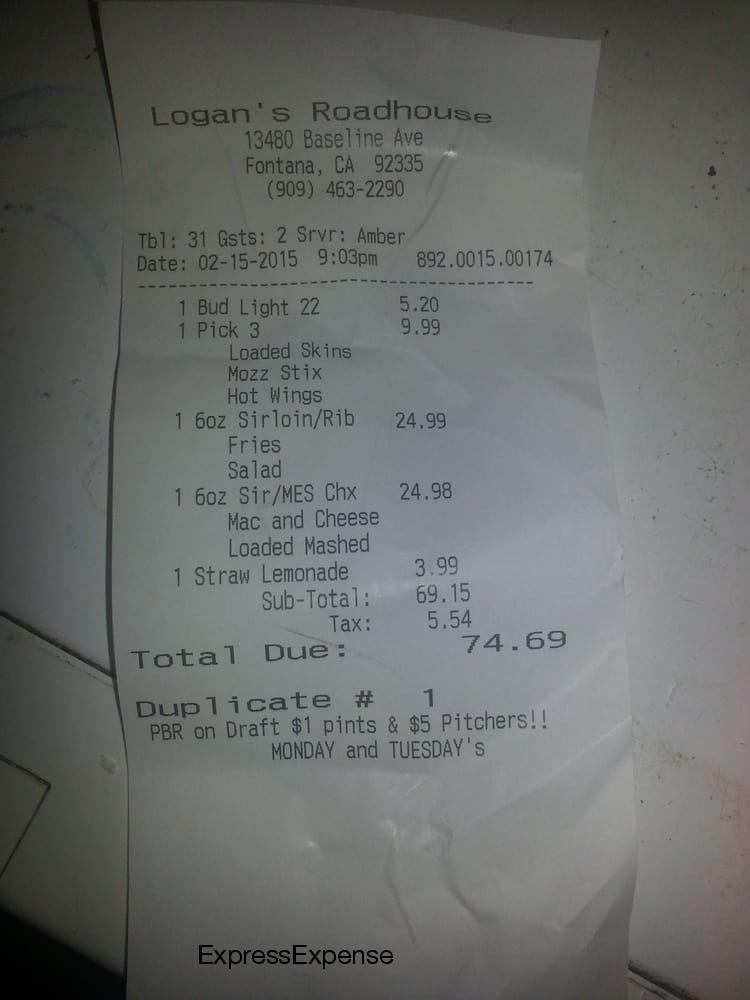 Logan's Roadhouse
13480 Baseline Ave
Fontana, CA 92335
(909) 463-2290
Tbl: 31 Gsts: 2 Srvr: Amber
Date: 02-15-2015 9:03pm 892.0015.00174
--------------------------------------------
1 Bud Light 22 5.20
1 Pick 3 9.99
Loaded Skins
Mozz Stix
Hot Wings
1 6oz Sirloin/Rib 24.99
Fries
Salad
1 6oz Sir/MES Chx 24.98
Mac and Cheese
Loaded Mashed
1 Straw Lemonade 3.99
Sub-Total: 69.15
Tax: 5.54
Total Due: 74.69
Duplicate # 1
PBR on Draft $1 pints & $5 Pitchers!!
MONDAY and TUESDAY's
ExpressExpense